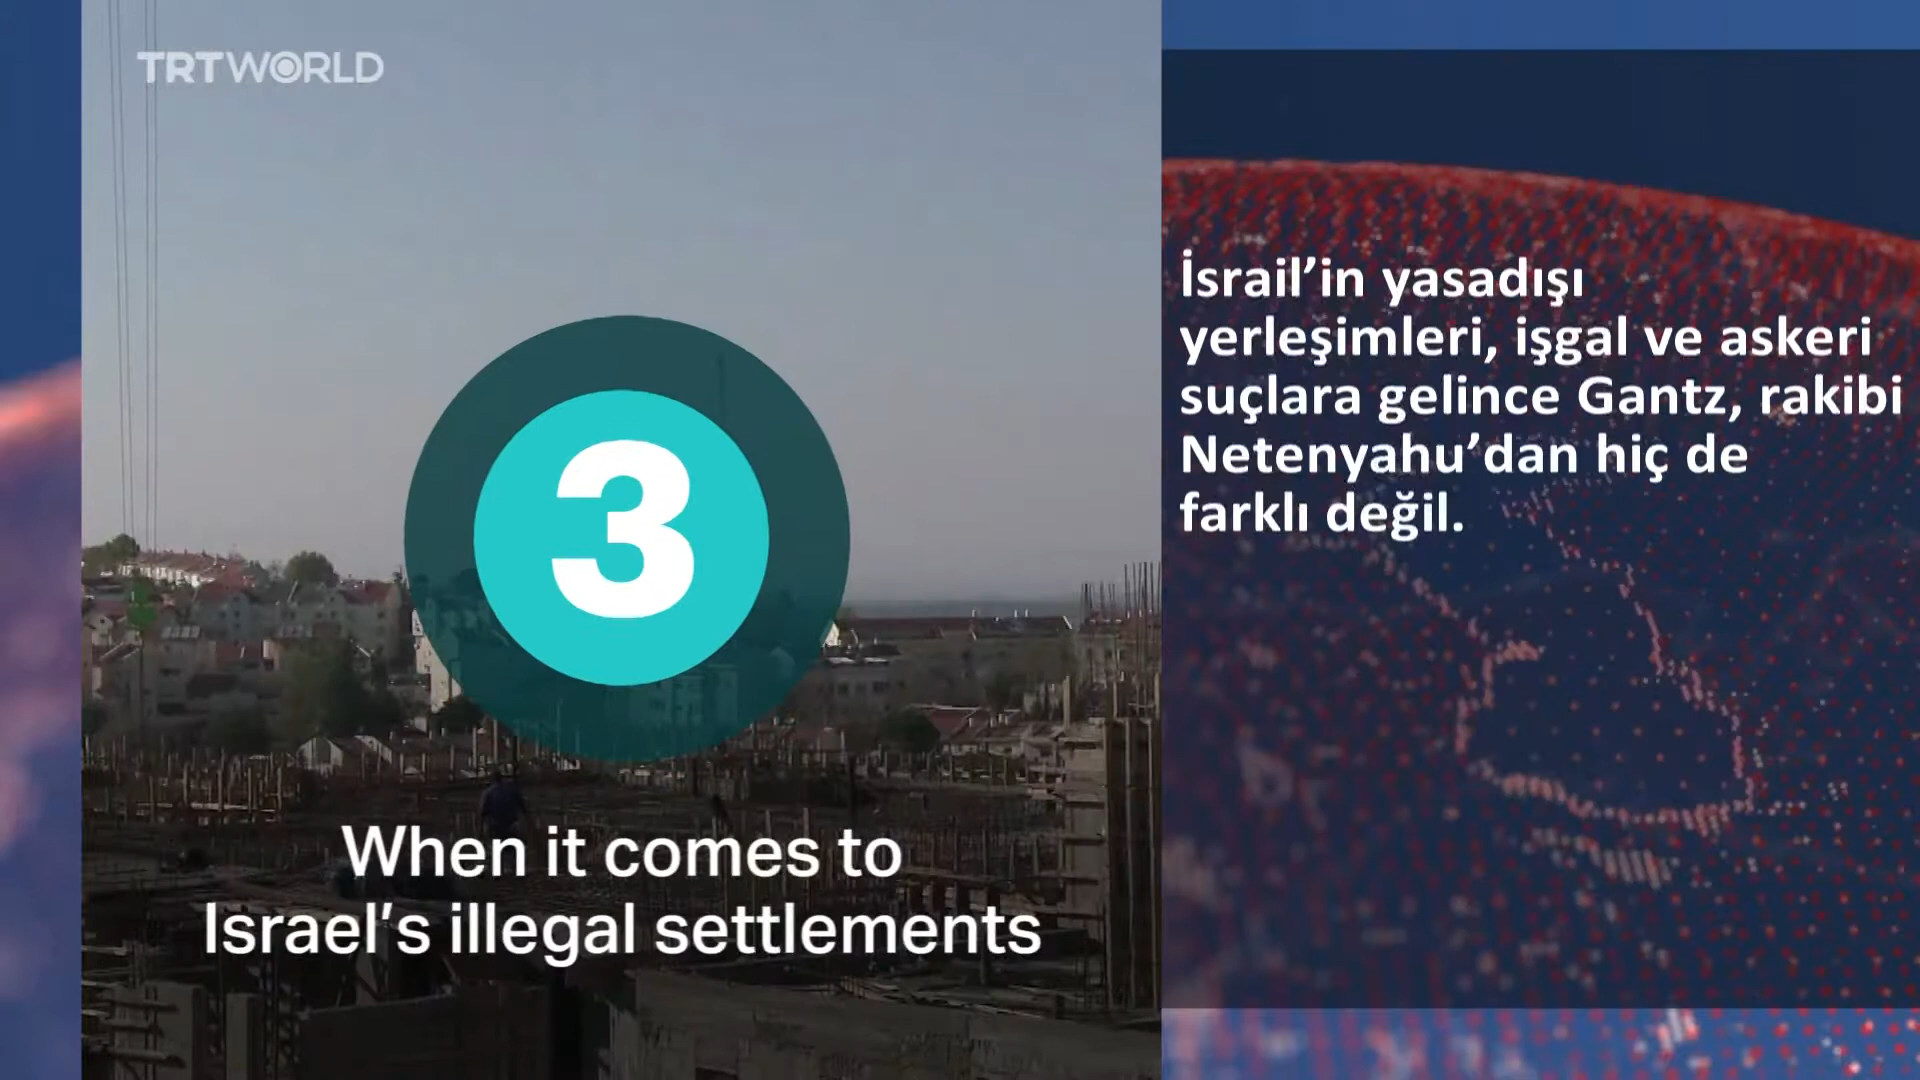 TRTWORLD
3
When it comes to
Israel's illegal settlements
İsrail'in yasadışı
yerleşimleri, işgal ve askeri
suçlara gelince Gantz, rakibi
Netenyahu'dan hiç de
farklı değil.